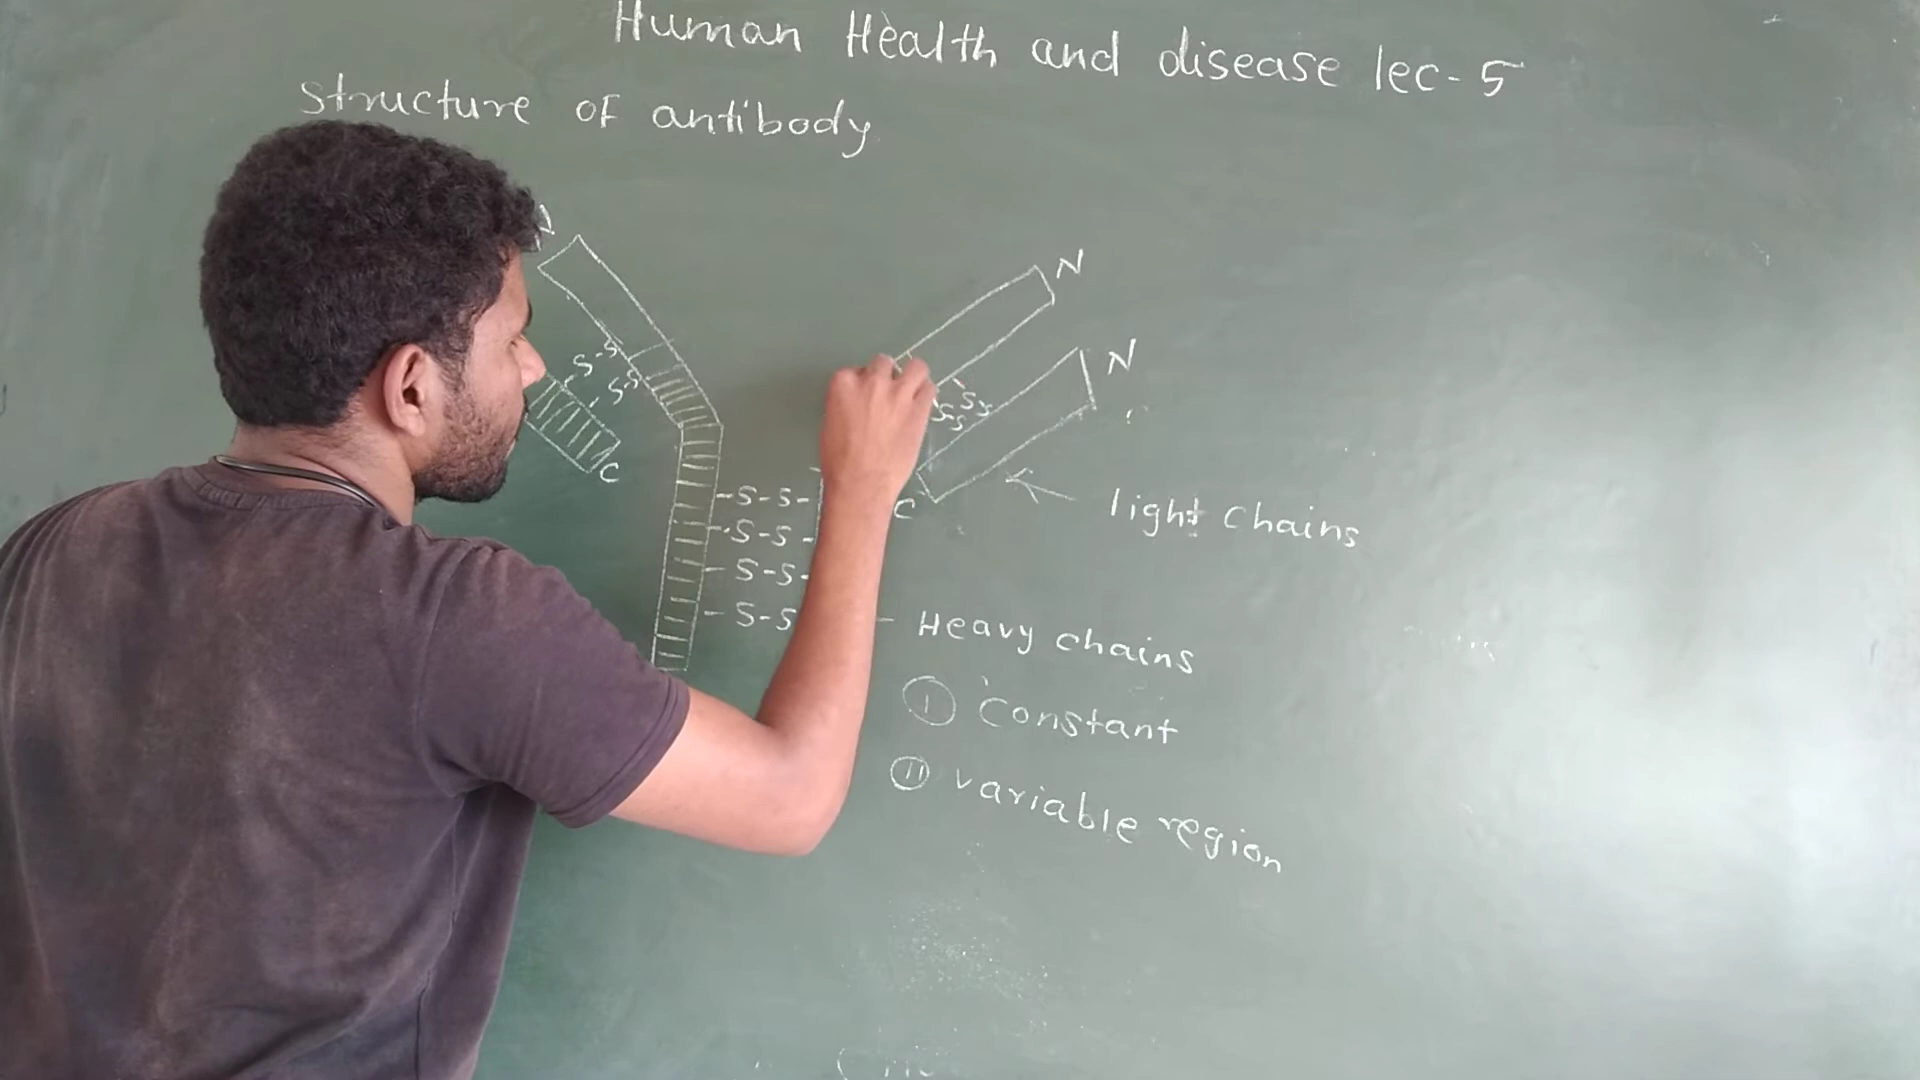 Human Health and disease lec-5
structure of antibody
N
N
S-S
S-S
S S
S S
C
C
light chains
-S-S-
-S-S-
-S-S-
-S-S
Heavy chains
I constant
II variable region